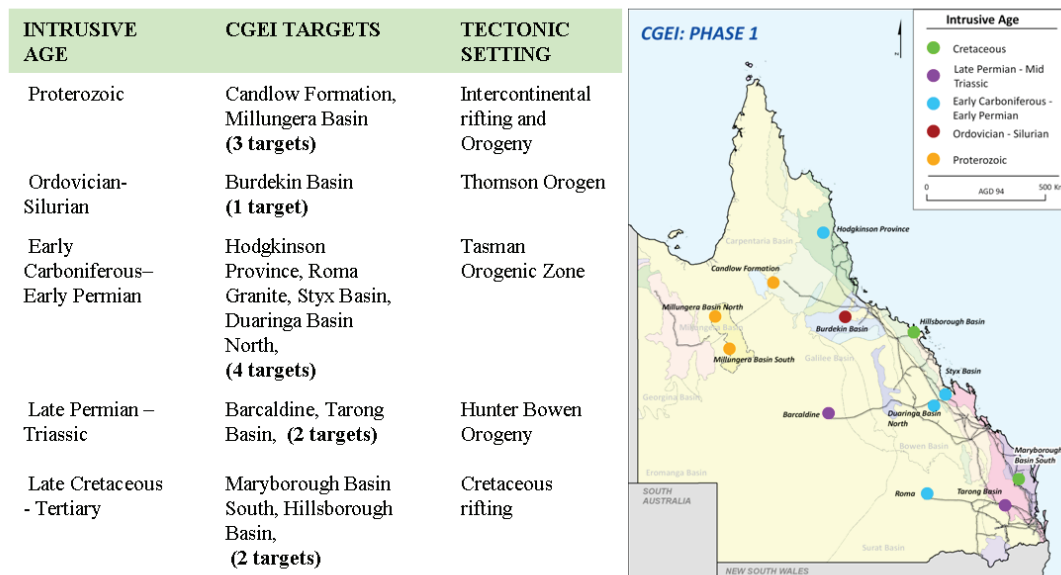 INTRUSIVE
AGE
CGEI TARGETS
TECTONIC
SETTING
Proterozoic
Candlow Formation,
Millungera Basin
(3 targets)
Intercontinental
rifting and
Orogeny
Ordovician-
Silurian
Burdekin Basin
(1 target)
Thomson Orogen
Early
Carboniferous–
Early Permian
Hodgkinson
Province, Roma
Granite, Styx Basin,
Duaringa Basin
North,
(4 targets)
Tasman
Orogenic Zone
Late Permian –
Triassic
Barcaldine, Tarong
Basin, (2 targets)
Hunter Bowen
Orogeny
Late Cretaceous
- Tertiary
Maryborough Basin
South, Hillsborough
Basin,
(2 targets)
Cretaceous
rifting
CGEI: PHASE 1
Intrusive Age
Cretaceous
Late Permian - Mid
Triassic
Early Carboniferous -
Early Permian
Ordovician - Silurian
Proterozoic
0
500 Km
AGD 94
Hodgkinson Province
Carpentaria Basin
Candlow Formation
Millungera Basin North
Millungera Basin
Burdekin Basin
Hillsborough Basin
Millungera Basin South
Galilee Basin
Styx Basin
Georgina Basin
Barcaldine
Duaringa Basin
North
Bowen Basin
Maryborough
Basin South
Eromanga Basin
Tarong Basin
Roma
SOUTH
AUSTRALIA
Surat Basin
NEW SOUTH WALES